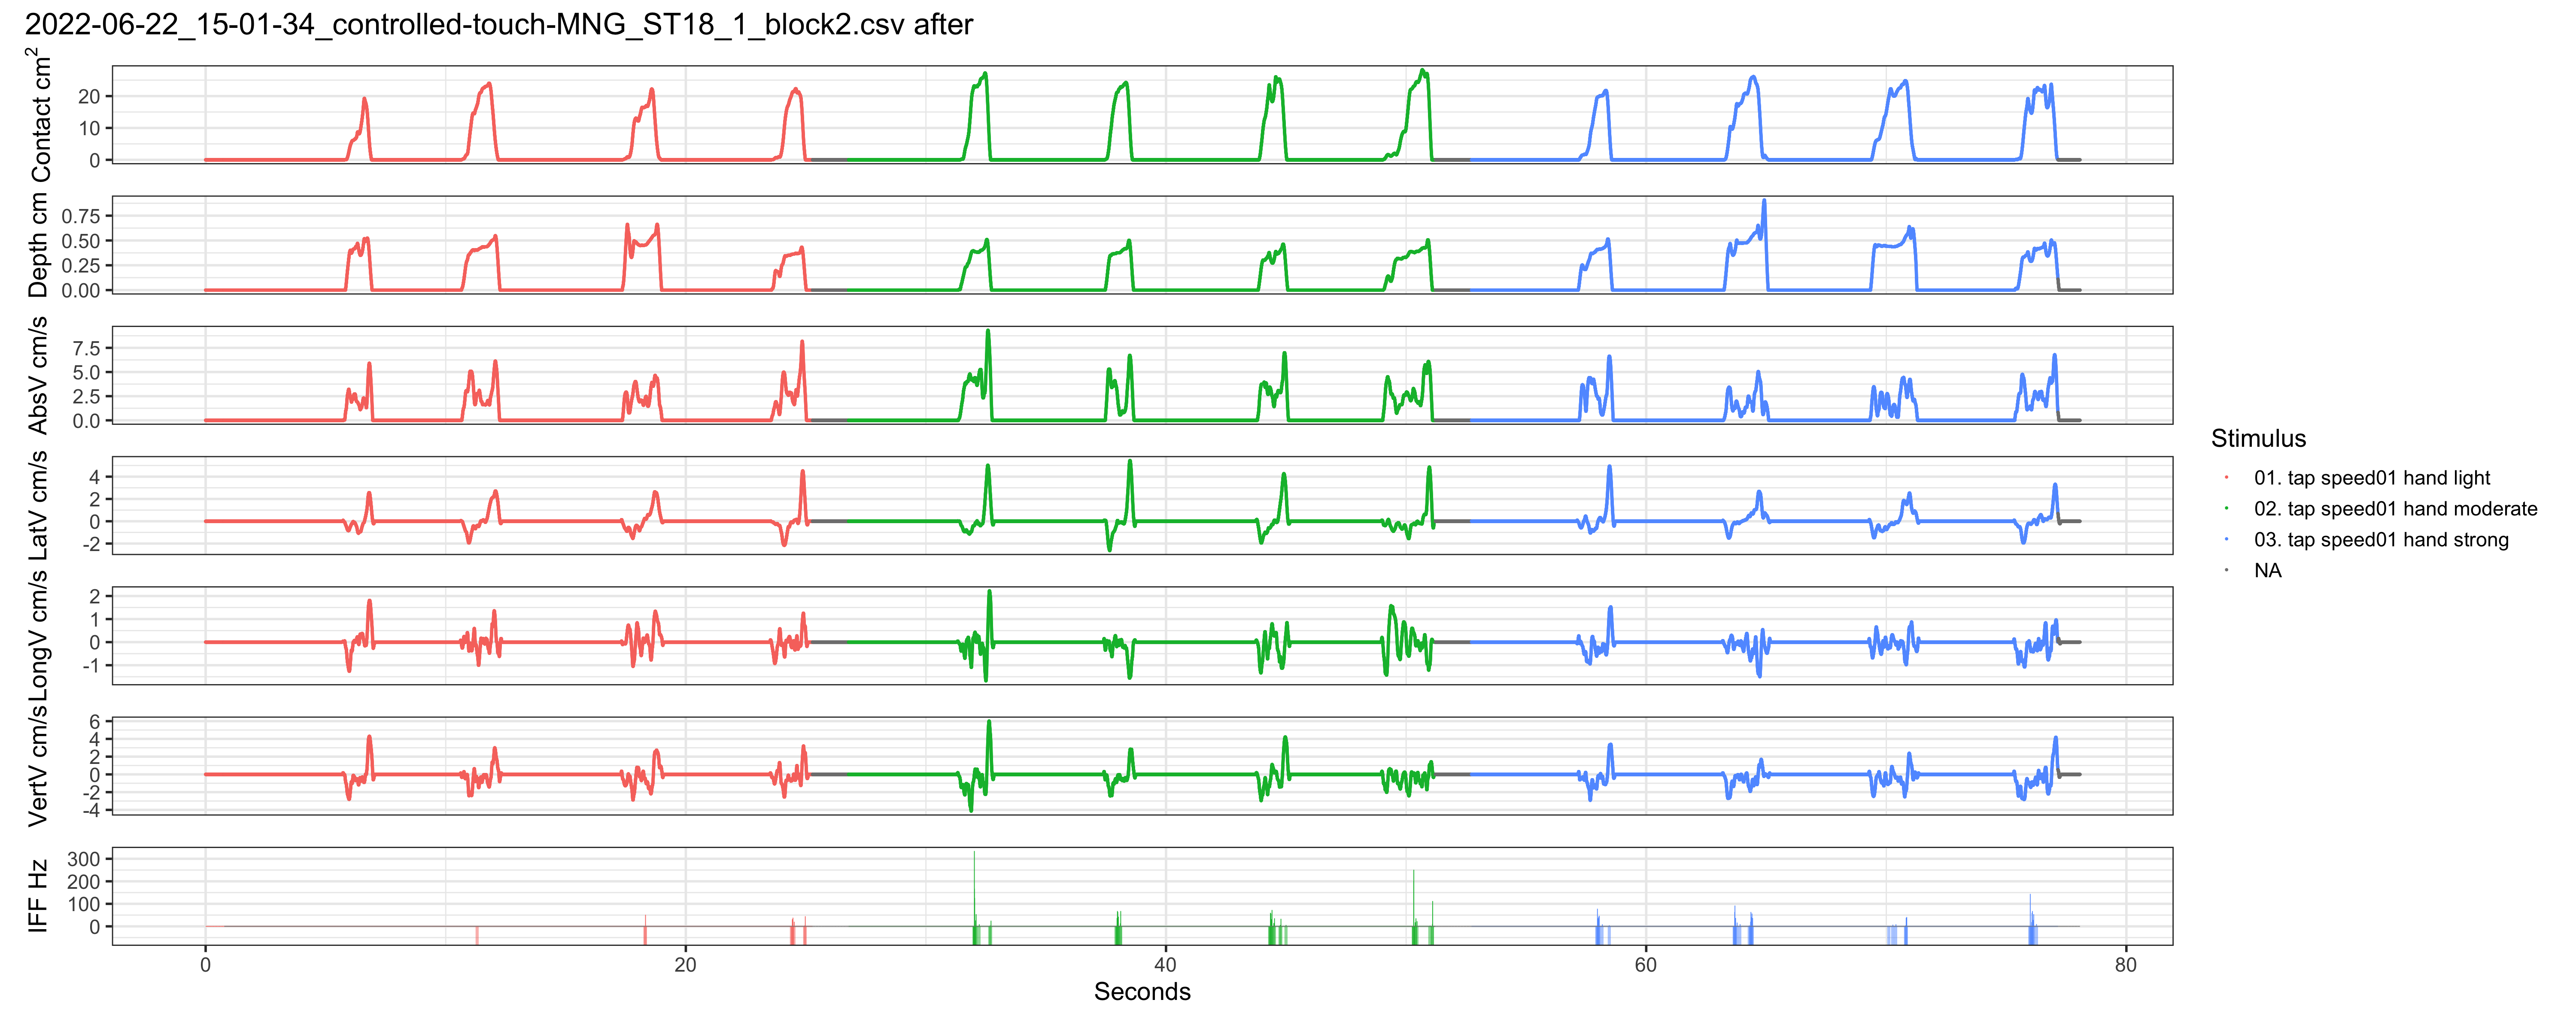 2022-06-22_15-01-34_controlled-touch-MNG_ST18_1_block2.csv after
Contact cm²
20
10
0
Depth cm
0.75
0.50
0.25
0.00
AbsV cm/s
7.5
5.0
2.5
0.0
LatV cm/s
4
2
0
-2
LongV cm/s
2
1
0
-1
VertV cm/s
6
4
2
0
-2
-4
IFF Hz
300
200
100
0
0 20 40 60 80
Seconds
Stimulus
01. tap speed01 hand light
02. tap speed01 hand moderate
03. tap speed01 hand strong
NA